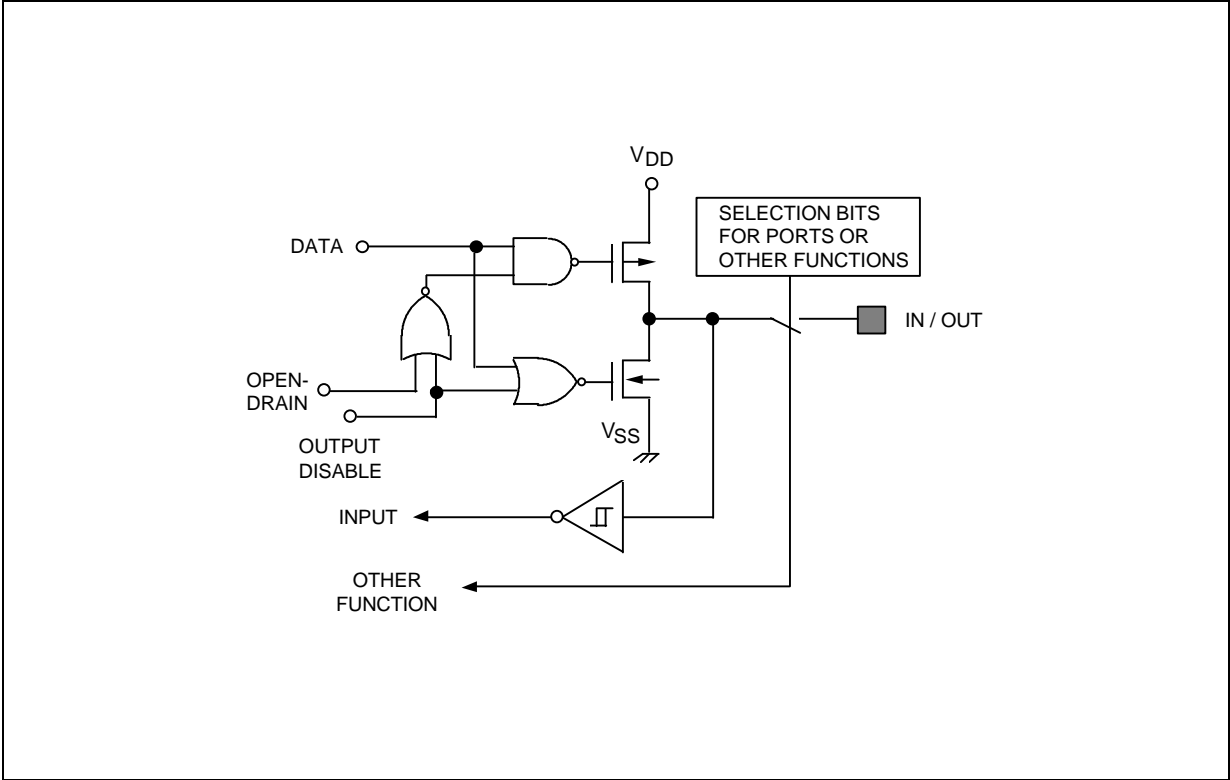 VDD
SELECTION BITS
FOR PORTS OR
OTHER FUNCTIONS
DATA
IN / OUT
OPEN-
DRAIN
OUTPUT
DISABLE
VSS
INPUT
OTHER
FUNCTION